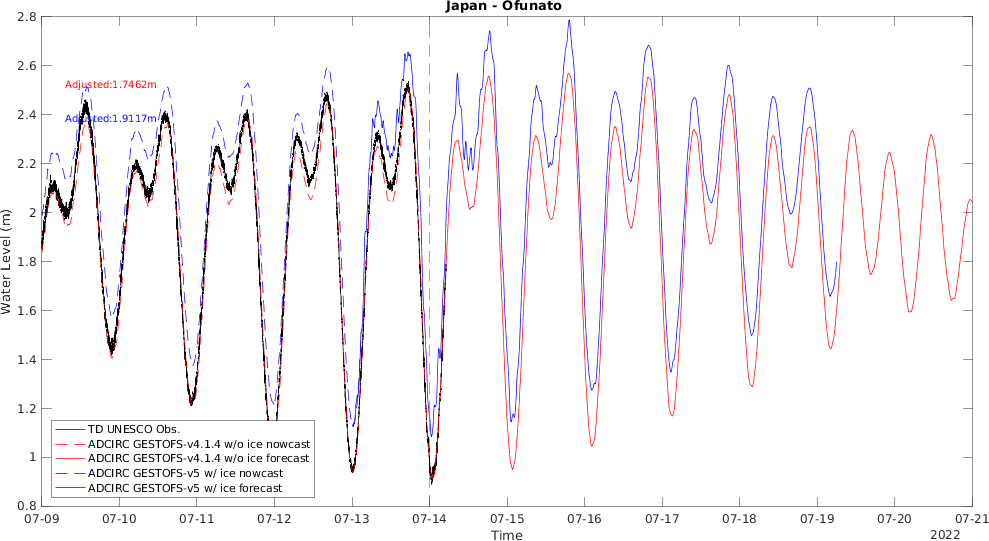 Japan - Ofunato
2.8
2.6
2.4
2.2
2
1.8
1.6
1.4
1.2
1
0.8
Water Level (m)
Adjusted:1.7462m
Adjusted:1.9117m
TD UNESCO Obs.
ADCIRC GESTOFS-v4.1.4 w/o ice nowcast
ADCIRC GESTOFS-v4.1.4 w/o ice forecast
ADCIRC GESTOFS-v5 w/ ice nowcast
ADCIRC GESTOFS-v5 w/ ice forecast
07-09 07-10 07-11 07-12 07-13 07-14 07-15 07-16 07-17 07-18 07-19 07-20 07-21
Time
2022